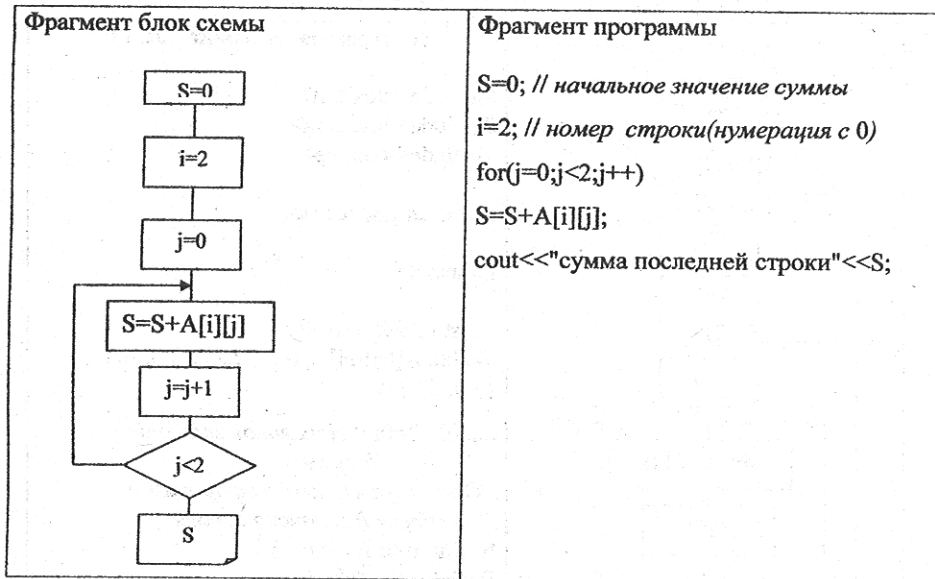 Фрагмент блок схемы
S=0
i=2
j=0
S=S+A[i][j]
j=j+1
j<2
S
Фрагмент программы
S=0; // начальное значение суммы
i=2; // номер строки(нумерация с 0)
for(j=0;j<2;j++)
S=S+A[i][j];
cout<<"сумма последней строки"<<S;